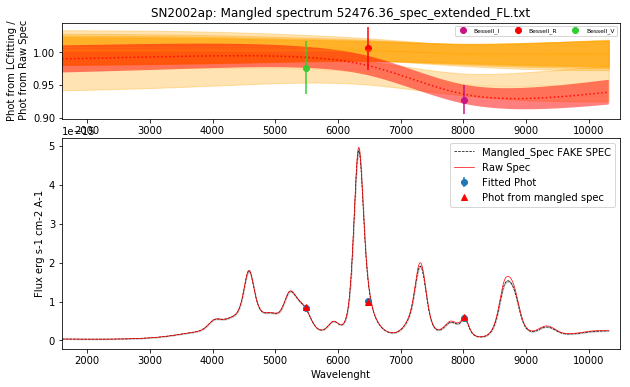 SN2002ap: Mangled spectrum 52476.36_spec_extended_FL.txt
Phot from LCfitting /
Phot from Raw Spec
Bessell_I Bessell_R Bessell_V
1.00
0.95
0.90
2000 3000 4000 5000 6000 7000 8000 9000 10000
1e−15
Flux erg s-1 cm-2 A-1
Mangled_Spec FAKE SPEC
Raw Spec
Fitted Phot
Phot from mangled spec
5
4
3
2
1
0
2000 3000 4000 5000 6000 7000 8000 9000 10000
Wavelenght